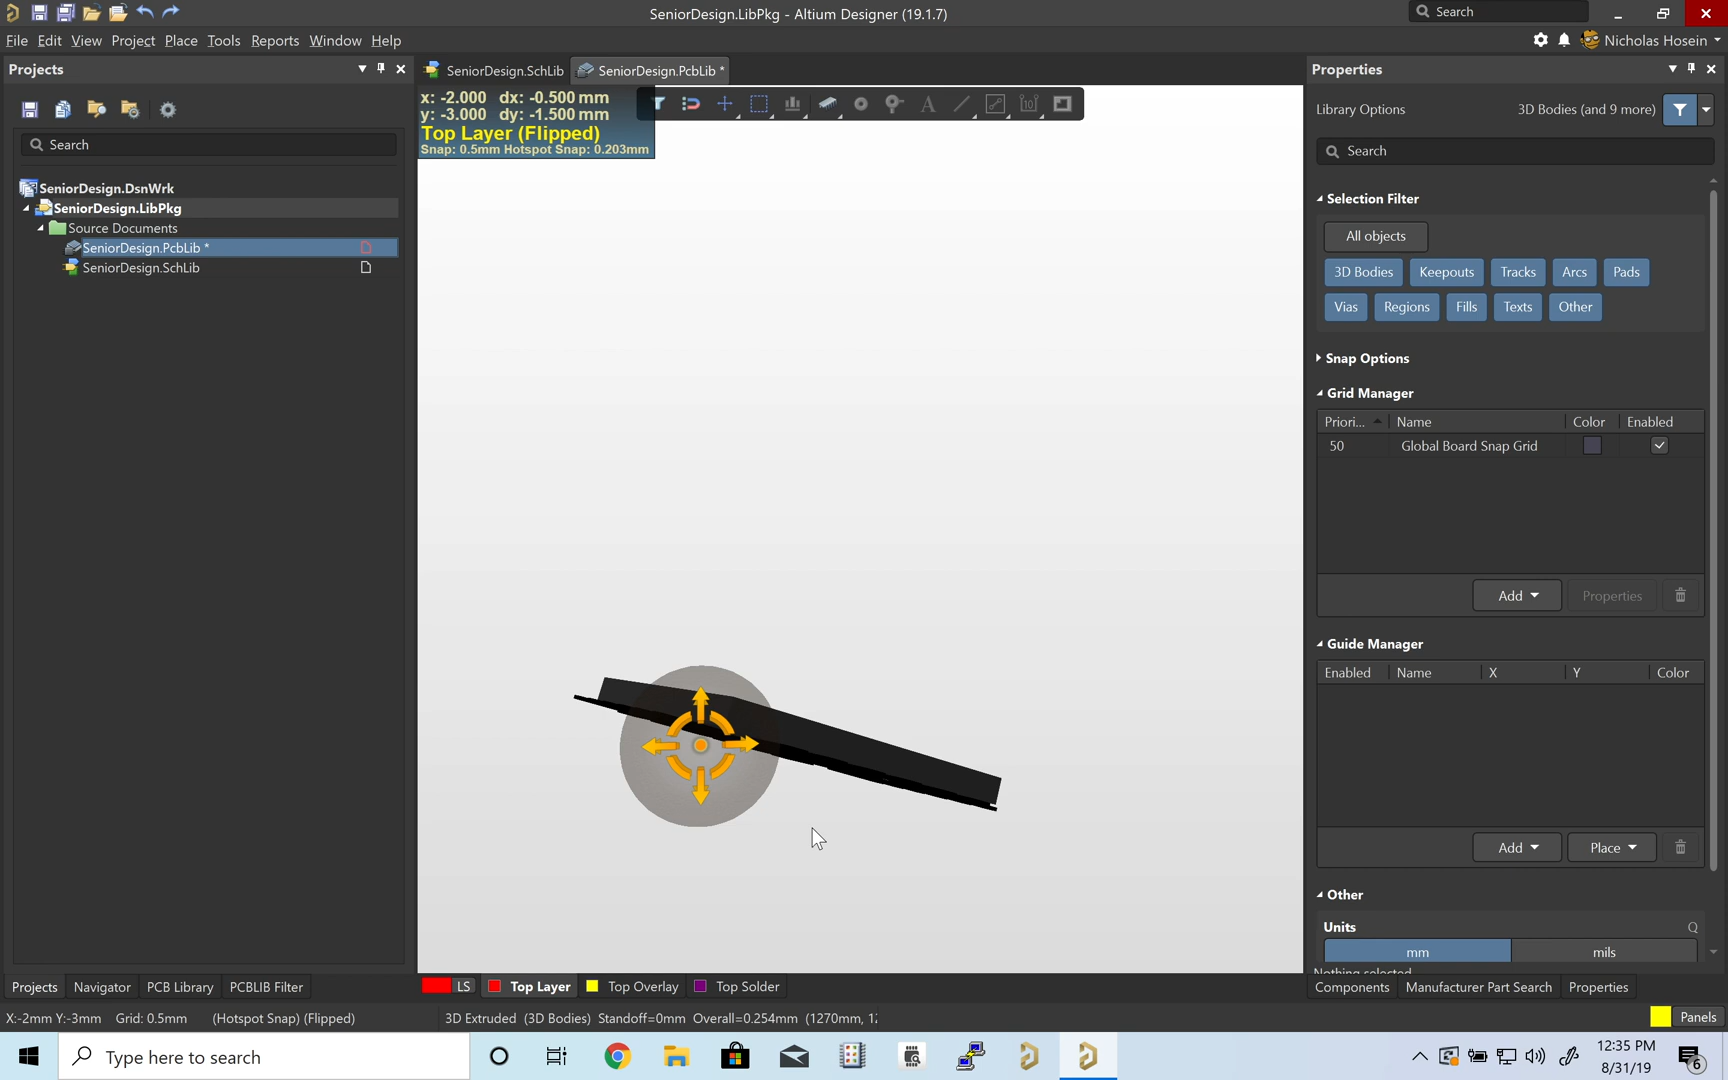 SeniorDesign.LibPkg - Altium Designer (19.1.7)
Search
File Edit View Project Place Tools Reports Window Help
Nicholas Hosein
Projects
SeniorDesign.SchLib
SeniorDesign.PcbLib *
Properties
x: -2.000 dx: -0.500 mm
y: -3.000 dy: -1.500 mm
Top Layer (Flipped)
Snap: 0.5mm Hotspot Snap: 0.203mm
Library Options
3D Bodies (and 9 more)
Search
Search
SeniorDesign.DsnWrk
SeniorDesign.LibPkg
Source Documents
SeniorDesign.PcbLib *
SeniorDesign.SchLib
Selection Filter
All objects
3D Bodies Keepouts Tracks Arcs Pads
Vias Regions Fills Texts Other
Snap Options
Grid Manager
Priori... Name Color Enabled
50 Global Board Snap Grid
Add Properties
Guide Manager
Enabled Name X Y Color
Add Place
Other
Units
mm mils
Nothing selected
Projects Navigator PCB Library PCBLIB Filter
LS Top Layer Top Overlay Top Solder
Components Manufacturer Part Search Properties
X:-2mm Y:-3mm Grid: 0.5mm (Hotspot Snap) (Flipped)
3D Extruded (3D Bodies) Standoff=0mm Overall=0.254mm (1270mm, 1
Panels
Type here to search
12:35 PM
8/31/19
6